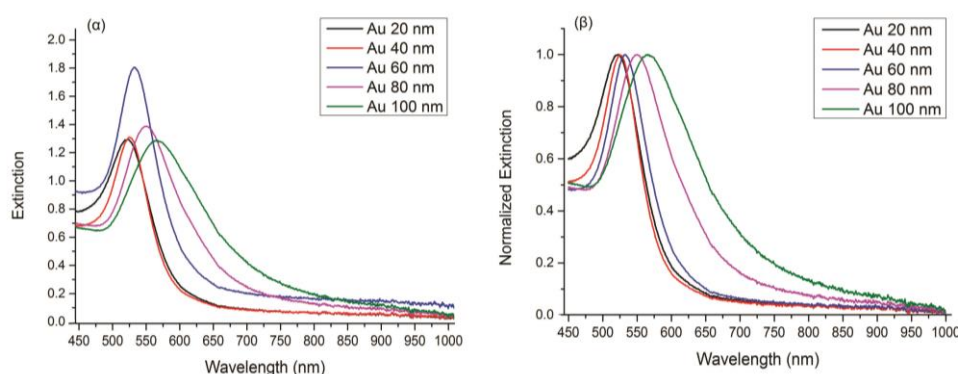 (α)
Au 20 nm
Au 40 nm
Au 60 nm
Au 80 nm
Au 100 nm
Extinction
2.0
1.8
1.6
1.4
1.2
1.0
0.8
0.6
0.4
0.2
0.0
450 500 550 600 650 700 750 800 850 900 950 1000
Wavelength (nm)
(β)
Au 20 nm
Au 40 nm
Au 60 nm
Au 80 nm
Au 100 nm
Normalized Extinction
1.0
0.8
0.6
0.4
0.2
0.0
450 500 550 600 650 700 750 800 850 900 950 1000
Wavelength (nm)